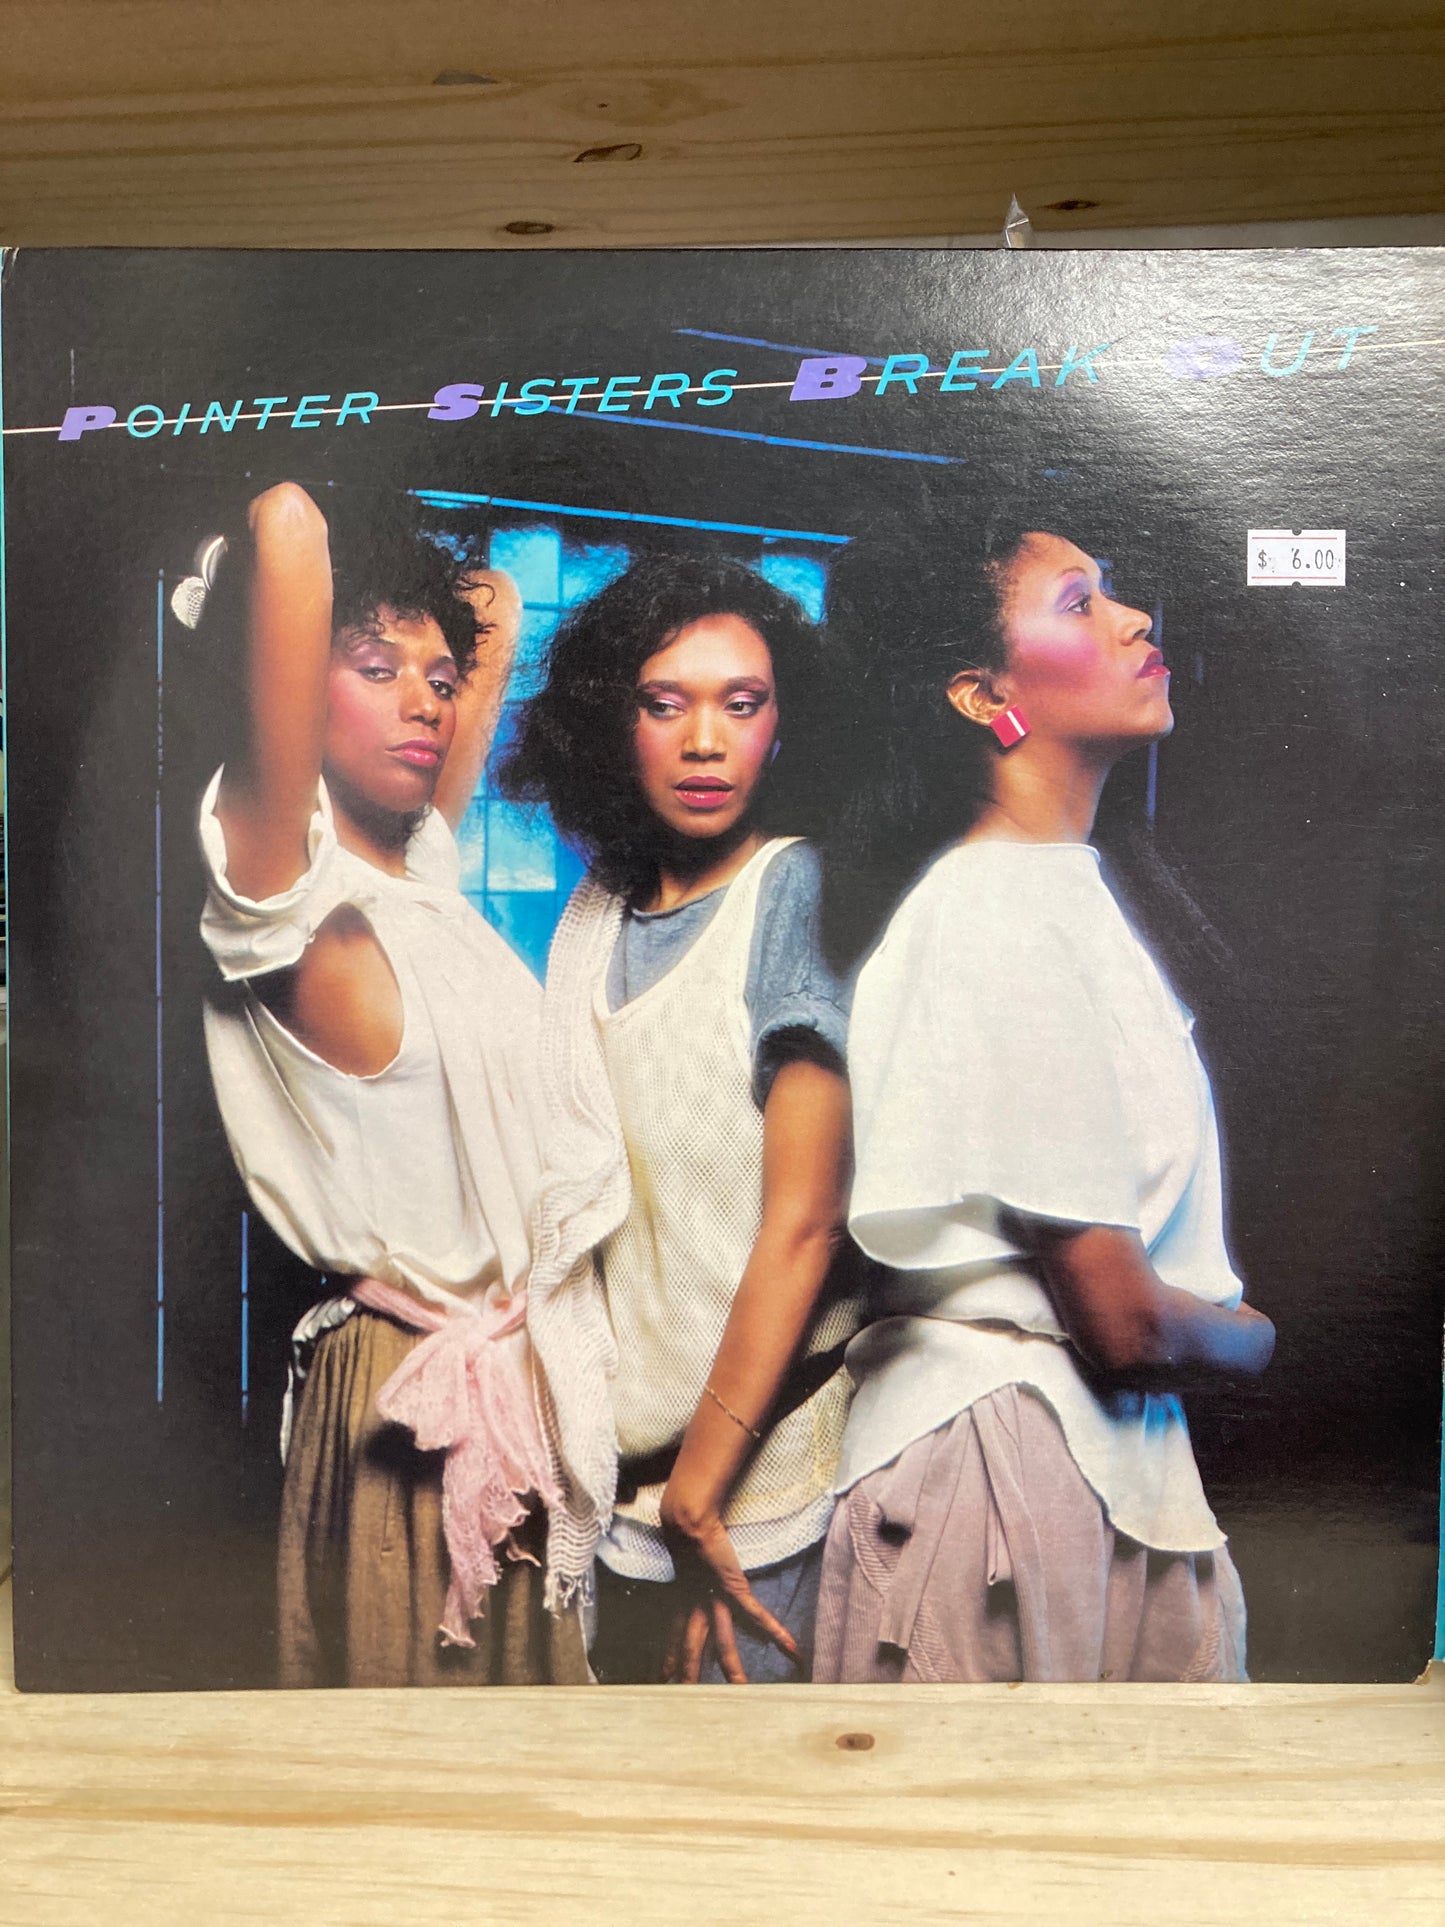 POINTER SISTERS BREAK OUT
$ 6.00